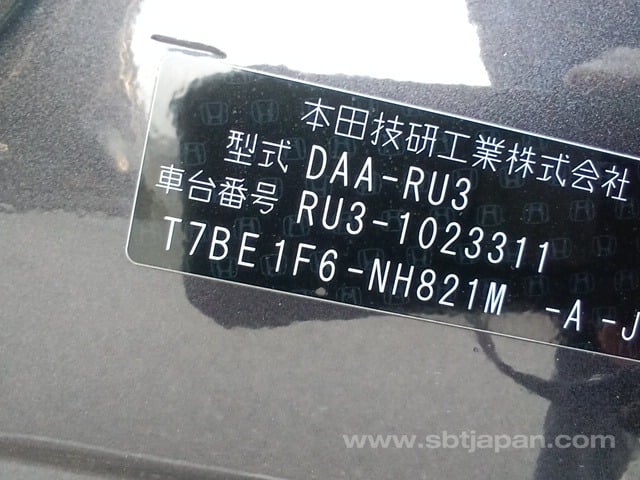 本田技研工業株式会社
型式 DAA-RU3
車台番号 RU3-1023311
T7BE1F6-NH821M -A-J
www.sbtjapan.com